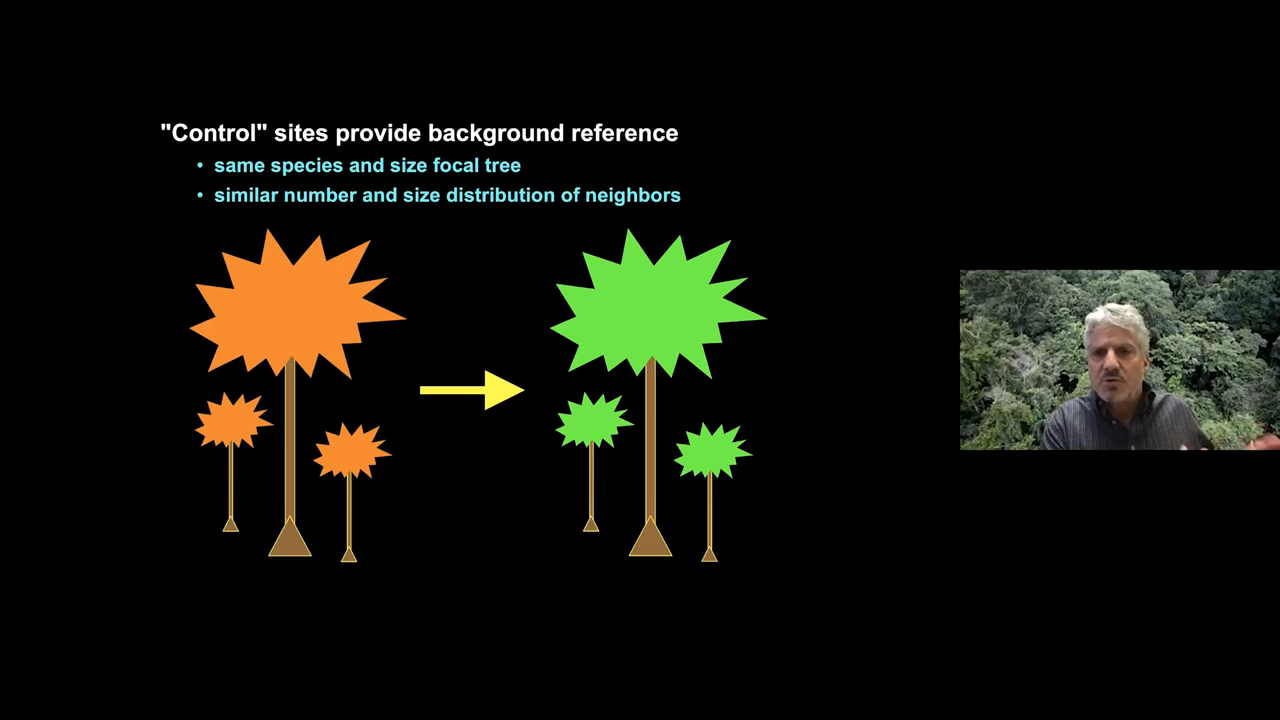 "Control" sites provide background reference
• same species and size focal tree
• similar number and size distribution of neighbors